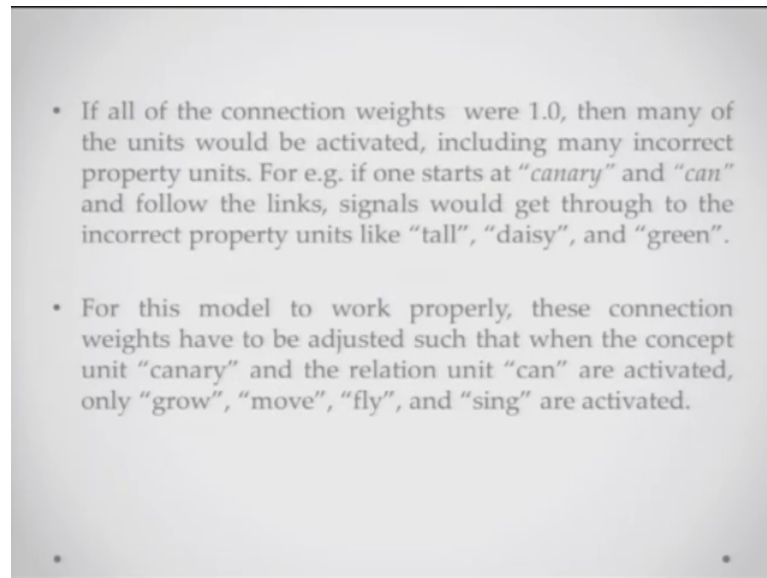 • If all of the connection weights were 1.0, then many of
the units would be activated, including many incorrect
property units. For e.g. if one starts at "canary" and "can"
and follow the links, signals would get through to the
incorrect property units like "tall", "daisy", and "green".
• For this model to work properly, these connection
weights have to be adjusted such that when the concept
unit "canary" and the relation unit "can" are activated,
only "grow", "move", "fly", and "sing" are activated.